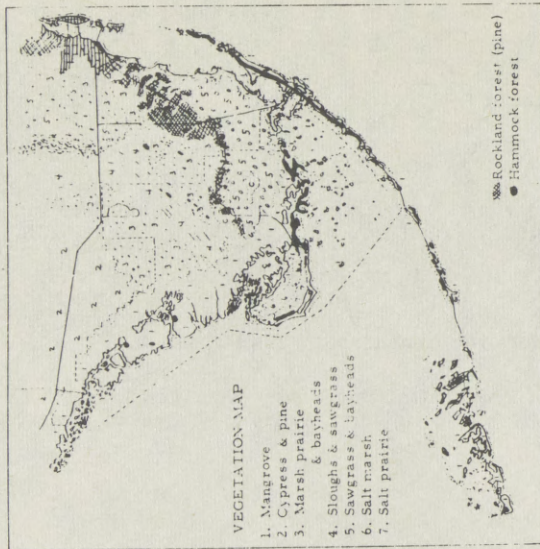 VEGETATION MAP
1. Mangrove
2. Cypress & pine
3. Marsh prairie
& bayheads
4. Sloughs & sawgrass
5. Sawgrass & bayheads
6. Salt marsh
7. Salt prairie
Rockland forest (pine)
Hammock forest